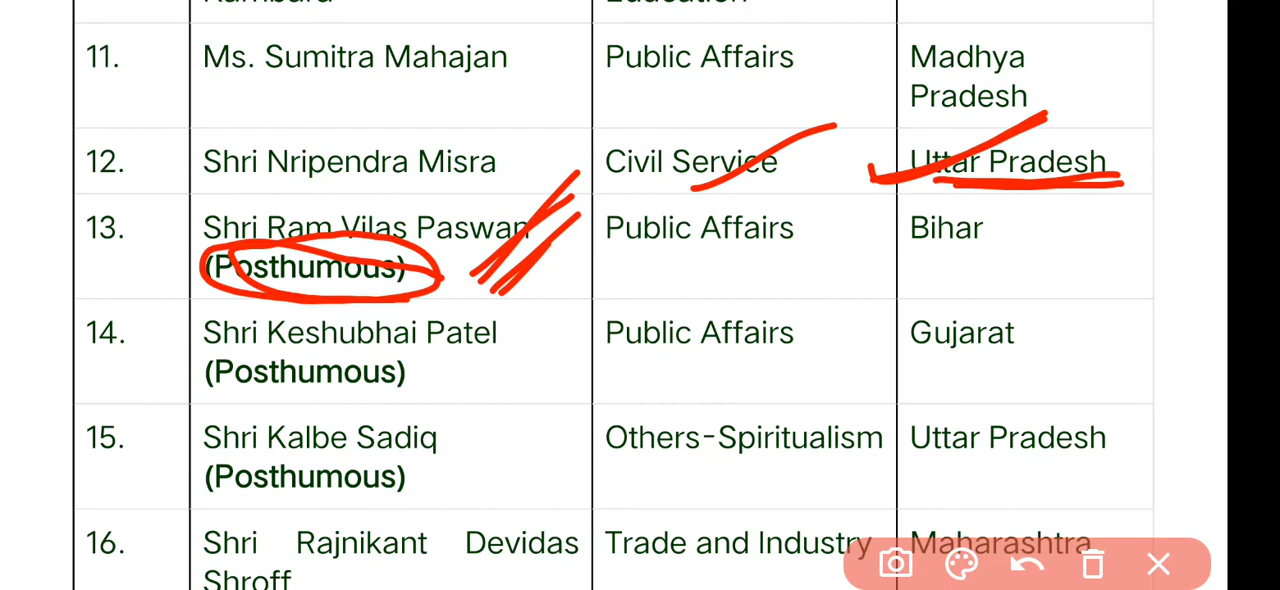 Education
11. Ms. Sumitra Mahajan Public Affairs Madhya
Pradesh
12. Shri Nripendra Misra Civil Service Uttar Pradesh
13. Shri Ram Vilas Paswan Public Affairs Bihar
(Posthumous)
14. Shri Keshubhai Patel Public Affairs Gujarat
(Posthumous)
15. Shri Kalbe Sadiq Others-Spiritualism Uttar Pradesh
(Posthumous)
16. Shri Rajnikant Devidas Trade and Industry Maharashtra
Shroff